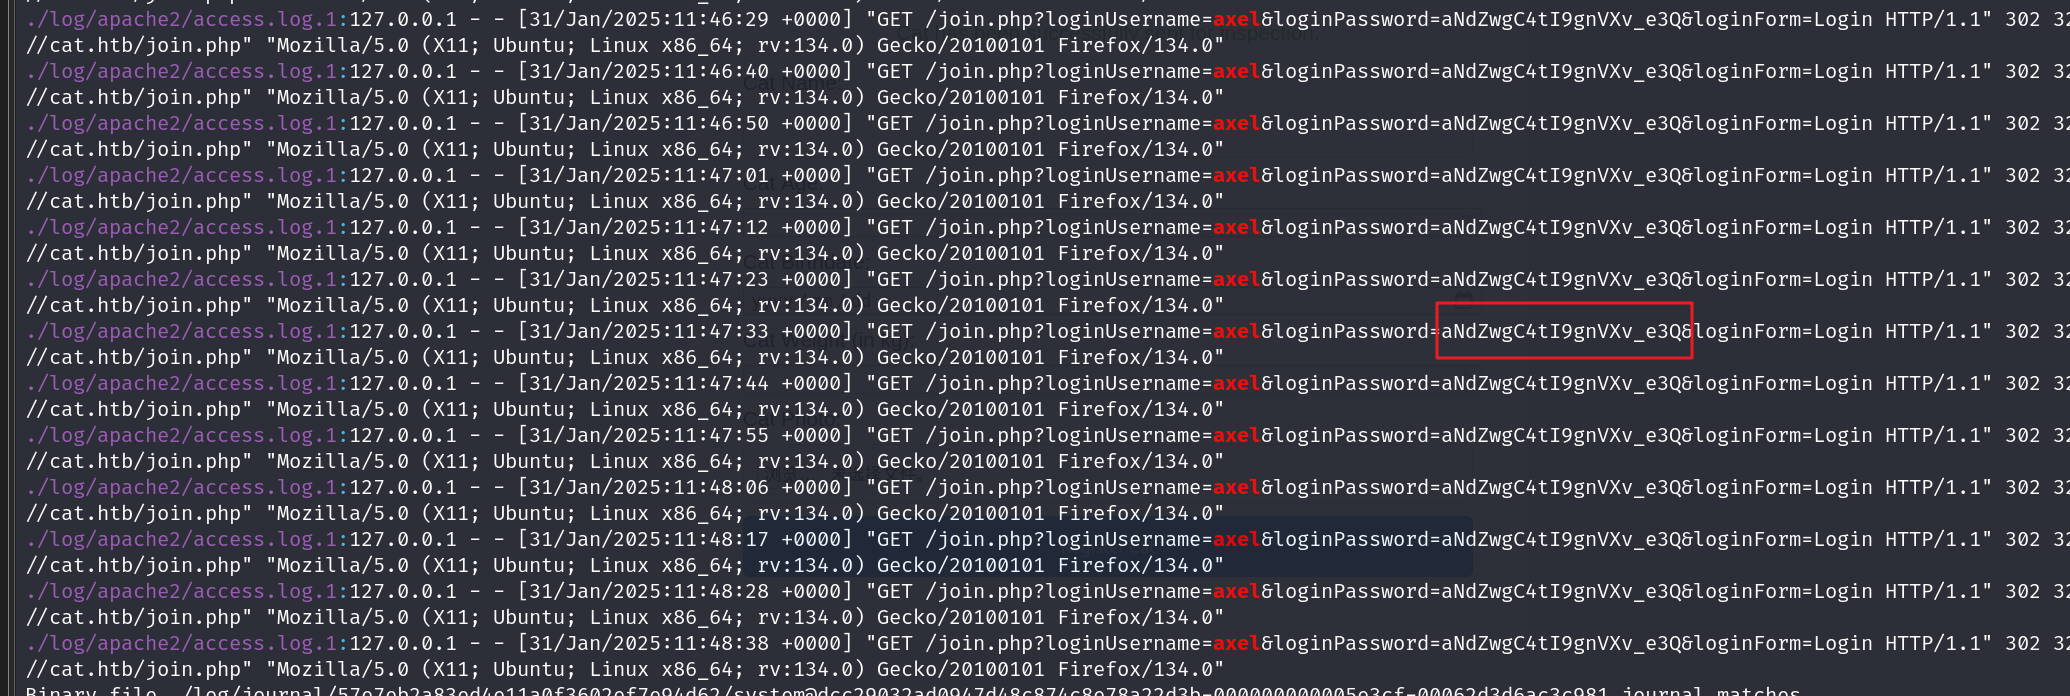 ./log/apache2/access.log.1:127.0.0.1 - - [31/Jan/2025:11:46:29 +0000] "GET /join.php?loginUsername=axel&loginPassword=aNdZwgC4tI9gnVXv_e3Q&loginForm=Login HTTP/1.1" 302 32
//cat.htb/join.php" "Mozilla/5.0 (X11; Ubuntu; Linux x86_64; rv:134.0) Gecko/20100101 Firefox/134.0"
./log/apache2/access.log.1:127.0.0.1 - - [31/Jan/2025:11:46:40 +0000] "GET /join.php?loginUsername=axel&loginPassword=aNdZwgC4tI9gnVXv_e3Q&loginForm=Login HTTP/1.1" 302 32
//cat.htb/join.php" "Mozilla/5.0 (X11; Ubuntu; Linux x86_64; rv:134.0) Gecko/20100101 Firefox/134.0"
./log/apache2/access.log.1:127.0.0.1 - - [31/Jan/2025:11:46:50 +0000] "GET /join.php?loginUsername=axel&loginPassword=aNdZwgC4tI9gnVXv_e3Q&loginForm=Login HTTP/1.1" 302 32
//cat.htb/join.php" "Mozilla/5.0 (X11; Ubuntu; Linux x86_64; rv:134.0) Gecko/20100101 Firefox/134.0"
./log/apache2/access.log.1:127.0.0.1 - - [31/Jan/2025:11:47:01 +0000] "GET /join.php?loginUsername=axel&loginPassword=aNdZwgC4tI9gnVXv_e3Q&loginForm=Login HTTP/1.1" 302 32
//cat.htb/join.php" "Mozilla/5.0 (X11; Ubuntu; Linux x86_64; rv:134.0) Gecko/20100101 Firefox/134.0"
./log/apache2/access.log.1:127.0.0.1 - - [31/Jan/2025:11:47:12 +0000] "GET /join.php?loginUsername=axel&loginPassword=aNdZwgC4tI9gnVXv_e3Q&loginForm=Login HTTP/1.1" 302 32
//cat.htb/join.php" "Mozilla/5.0 (X11; Ubuntu; Linux x86_64; rv:134.0) Gecko/20100101 Firefox/134.0"
./log/apache2/access.log.1:127.0.0.1 - - [31/Jan/2025:11:47:23 +0000] "GET /join.php?loginUsername=axel&loginPassword=aNdZwgC4tI9gnVXv_e3Q&loginForm=Login HTTP/1.1" 302 32
//cat.htb/join.php" "Mozilla/5.0 (X11; Ubuntu; Linux x86_64; rv:134.0) Gecko/20100101 Firefox/134.0"
./log/apache2/access.log.1:127.0.0.1 - - [31/Jan/2025:11:47:33 +0000] "GET /join.php?loginUsername=axel&loginPassword=aNdZwgC4tI9gnVXv_e3Q&loginForm=Login HTTP/1.1" 302 32
//cat.htb/join.php" "Mozilla/5.0 (X11; Ubuntu; Linux x86_64; rv:134.0) Gecko/20100101 Firefox/134.0"
./log/apache2/access.log.1:127.0.0.1 - - [31/Jan/2025:11:47:44 +0000] "GET /join.php?loginUsername=axel&loginPassword=aNdZwgC4tI9gnVXv_e3Q&loginForm=Login HTTP/1.1" 302 32
//cat.htb/join.php" "Mozilla/5.0 (X11; Ubuntu; Linux x86_64; rv:134.0) Gecko/20100101 Firefox/134.0"
./log/apache2/access.log.1:127.0.0.1 - - [31/Jan/2025:11:47:55 +0000] "GET /join.php?loginUsername=axel&loginPassword=aNdZwgC4tI9gnVXv_e3Q&loginForm=Login HTTP/1.1" 302 32
//cat.htb/join.php" "Mozilla/5.0 (X11; Ubuntu; Linux x86_64; rv:134.0) Gecko/20100101 Firefox/134.0"
./log/apache2/access.log.1:127.0.0.1 - - [31/Jan/2025:11:48:06 +0000] "GET /join.php?loginUsername=axel&loginPassword=aNdZwgC4tI9gnVXv_e3Q&loginForm=Login HTTP/1.1" 302 32
//cat.htb/join.php" "Mozilla/5.0 (X11; Ubuntu; Linux x86_64; rv:134.0) Gecko/20100101 Firefox/134.0"
./log/apache2/access.log.1:127.0.0.1 - - [31/Jan/2025:11:48:17 +0000] "GET /join.php?loginUsername=axel&loginPassword=aNdZwgC4tI9gnVXv_e3Q&loginForm=Login HTTP/1.1" 302 32
//cat.htb/join.php" "Mozilla/5.0 (X11; Ubuntu; Linux x86_64; rv:134.0) Gecko/20100101 Firefox/134.0"
./log/apache2/access.log.1:127.0.0.1 - - [31/Jan/2025:11:48:28 +0000] "GET /join.php?loginUsername=axel&loginPassword=aNdZwgC4tI9gnVXv_e3Q&loginForm=Login HTTP/1.1" 302 32
//cat.htb/join.php" "Mozilla/5.0 (X11; Ubuntu; Linux x86_64; rv:134.0) Gecko/20100101 Firefox/134.0"
./log/apache2/access.log.1:127.0.0.1 - - [31/Jan/2025:11:48:38 +0000] "GET /join.php?loginUsername=axel&loginPassword=aNdZwgC4tI9gnVXv_e3Q&loginForm=Login HTTP/1.1" 302 32
//cat.htb/join.php" "Mozilla/5.0 (X11; Ubuntu; Linux x86_64; rv:134.0) Gecko/20100101 Firefox/134.0"
Binary file matches